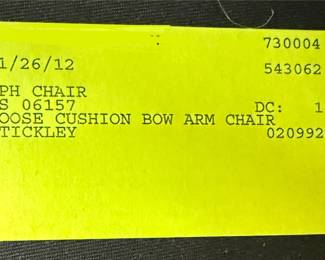 730004
1/26/12 543062
PH CHAIR
S 06157 DC: 1
OOSE CUSHION BOW ARM CHAIR
TICKLEY 020992